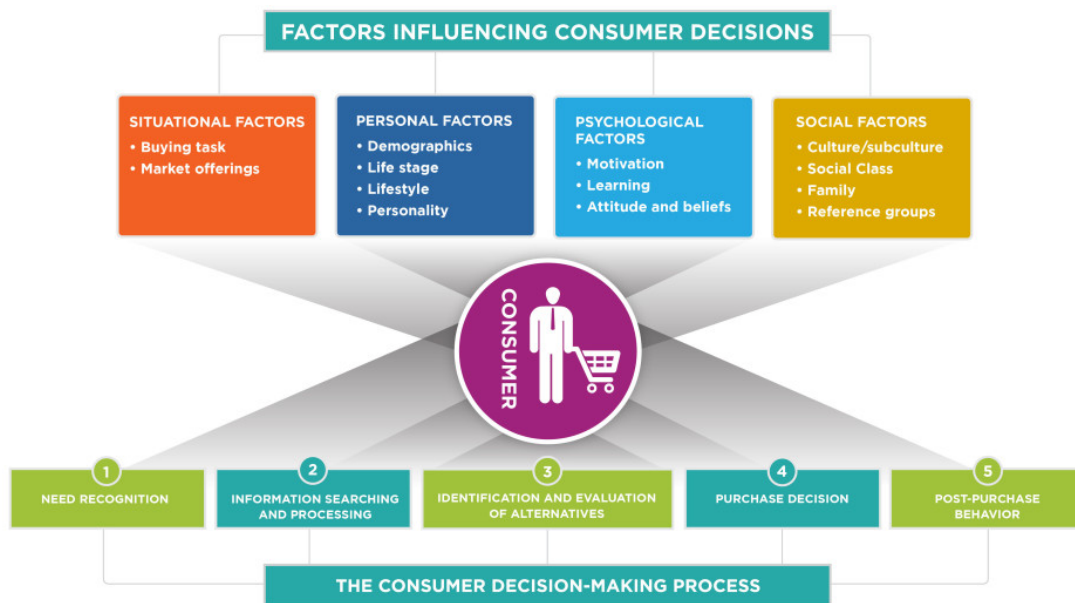 FACTORS INFLUENCING CONSUMER DECISIONS
SITUATIONAL FACTORS
• Buying task
• Market offerings
PERSONAL FACTORS
• Demographics
• Life stage
• Lifestyle
• Personality
PSYCHOLOGICAL
FACTORS
• Motivation
• Learning
• Attitude and beliefs
SOCIAL FACTORS
• Culture/subculture
• Social Class
• Family
• Reference groups
CONSUMER
1
NEED RECOGNITION
2
INFORMATION SEARCHING
AND PROCESSING
3
IDENTIFICATION AND EVALUATION
OF ALTERNATIVES
4
PURCHASE DECISION
5
POST-PURCHASE
BEHAVIOR
THE CONSUMER DECISION-MAKING PROCESS